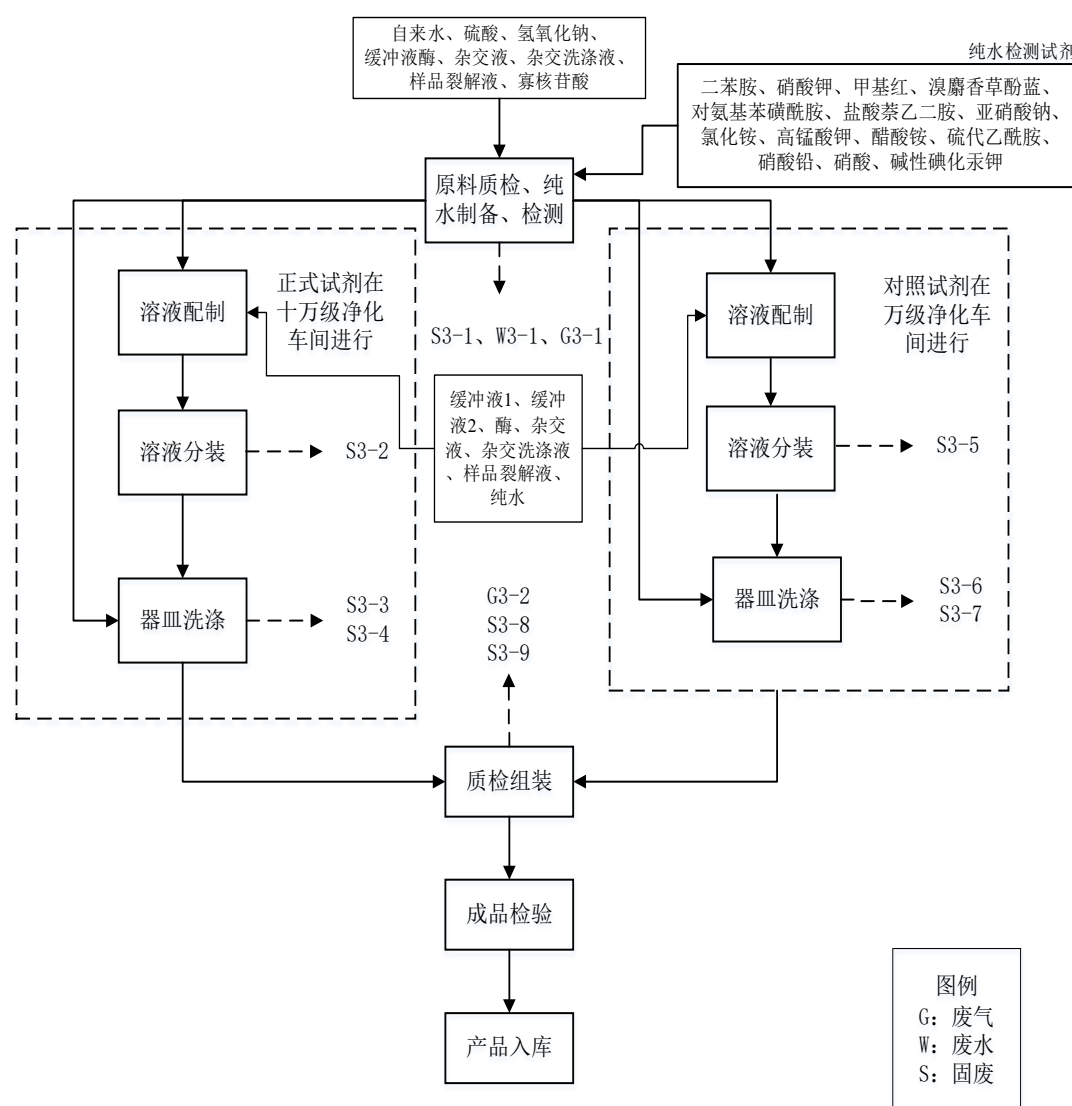 自来水、硫酸、氢氧化钠、
缓冲液酶、杂交液、杂交洗涤液、
样品裂解液、寡核苷酸
纯水检测试剂
二苯胺、硝酸钾、甲基红、溴麝香草酚蓝、
对氨基苯磺酰胺、盐酸萘乙二胺、亚硝酸钠、
氯化铵、高锰酸钾、醋酸铵、硫代乙酰胺、
硝酸铅、硝酸、碱性碘化汞钾
原料质检、纯
水制备、检测
溶液配制
正式试剂在
十万级净化
车间进行
S3-1、W3-1、G3-1
溶液配制
对照试剂在
万级净化车
间进行
缓冲液1、缓冲
液2、酶、杂交
液、杂交洗涤液
、样品裂解液、
纯水
溶液分装
S3-2
溶液分装
S3-5
器皿洗涤
S3-3
S3-4
G3-2
S3-8
S3-9
器皿洗涤
S3-6
S3-7
质检组装
成品检验
产品入库
图例
G：废气
W：废水
S：固废